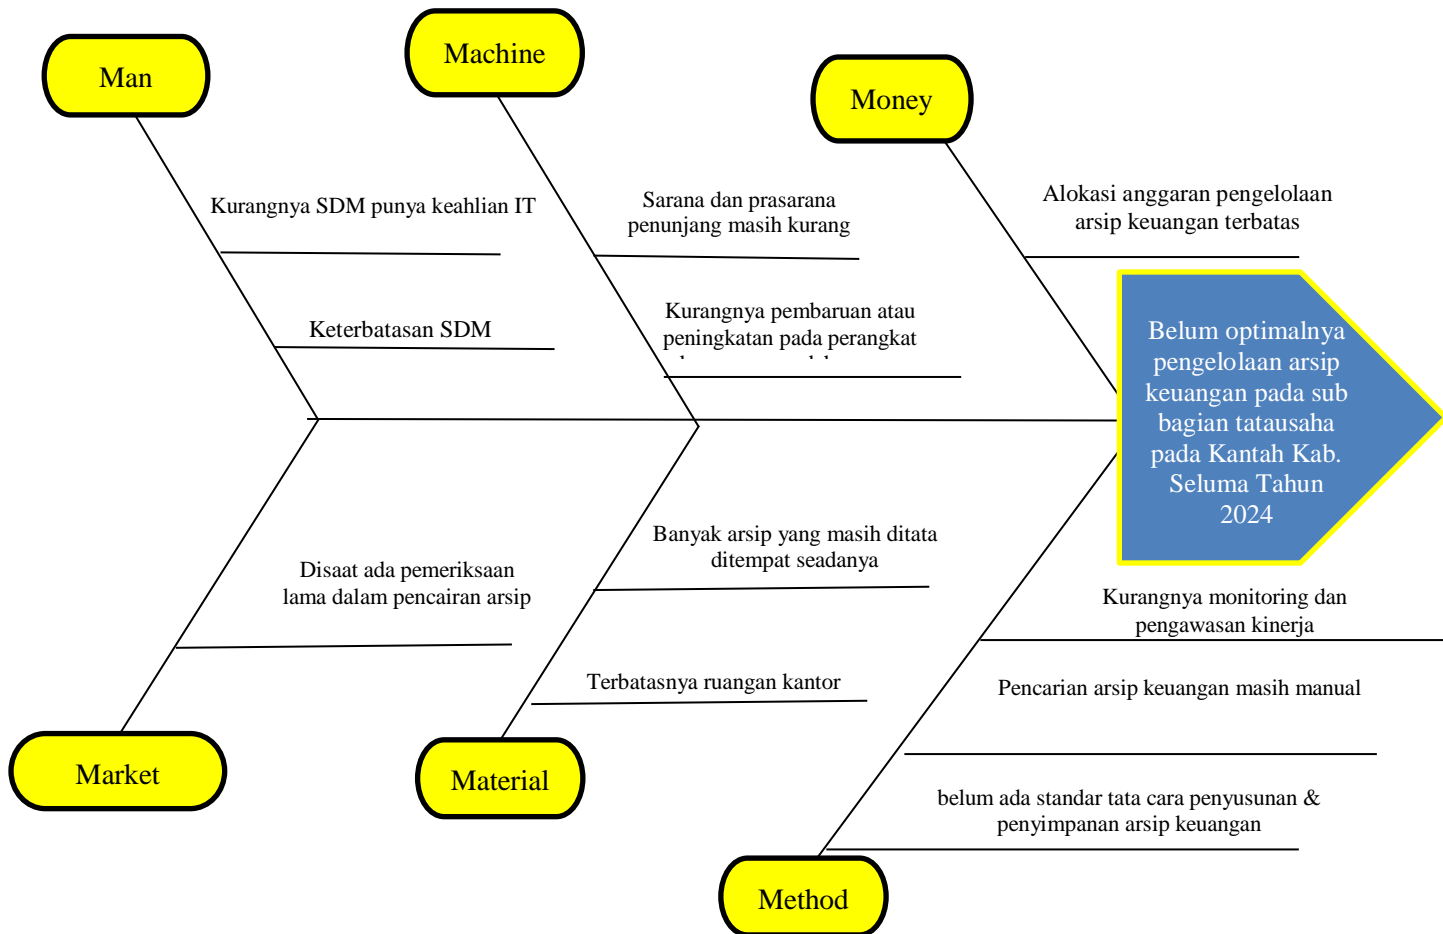 Man
Machine
Money
Kurangnya SDM punya keahlian IT
Keterbatasan SDM
Sarana dan prasarana
penunjang masih kurang
Kurangnya pembaruan atau
peningkatan pada perangkat
Alokasi anggaran pengelolaan
arsip keuangan terbatas
Belum optimalnya
pengelolaan arsip
keuangan pada sub
bagian tatausaha
pada Kantah Kab.
Seluma Tahun
2024
Disaat ada pemeriksaan
lama dalam pencairan arsip
Banyak arsip yang masih ditata
ditempat seadanya
Terbatasnya ruangan kantor
Kurangnya monitoring dan
pengawasan kinerja
Pencarian arsip keuangan masih manual
belum ada standar tata cara penyusunan &
penyimpanan arsip keuangan
Market
Material
Method